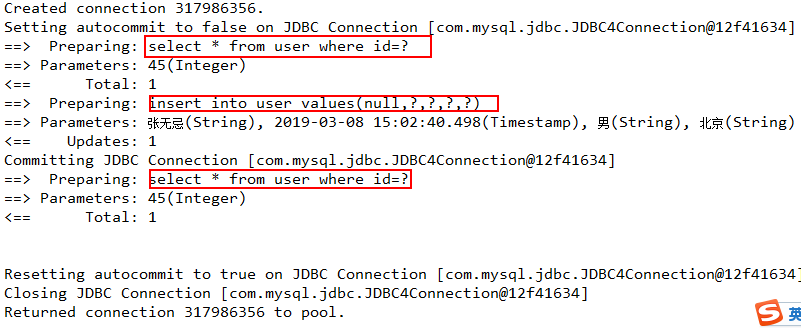 Created connection 317986356.
Setting autocommit to false on JDBC Connection [com.mysql.jdbc.JDBC4Connection@12f41634]
==>  Preparing: select * from user where id=?
==> Parameters: 45(Integer)
<==      Total: 1
==>  Preparing: insert into user values(null,?,?,?,?)
==> Parameters: 张无忌(String), 2019-03-08 15:02:40.498(Timestamp), 男(String), 北京(String)
<==    Updates: 1
Committing JDBC Connection [com.mysql.jdbc.JDBC4Connection@12f41634]
==>  Preparing: select * from user where id=?
==> Parameters: 45(Integer)
<==      Total: 1
Resetting autocommit to true on JDBC Connection [com.mysql.jdbc.JDBC4Connection@12f41634]
Closing JDBC Connection [com.mysql.jdbc.JDBC4Connection@12f41634]
Returned connection 317986356 to pool.
S 英